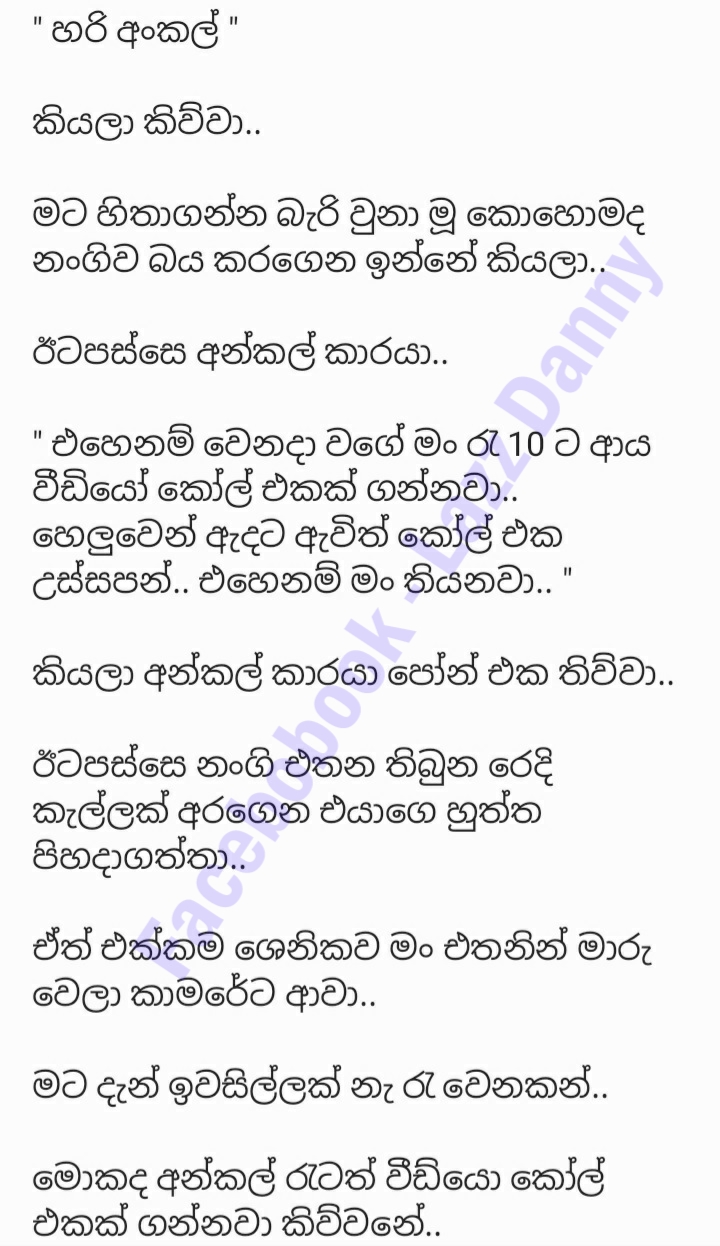 " හරි අංකල් "
කියලා කිව්වා..
මට හිතාගන්න බැරි වුනා මූ කොහොමද
නංගිව බය කරගෙන ඉන්නේ කියලා..
ඊටපස්සෙ අන්කල් කාරයා..
" එහෙනම් වෙනදා වගේ මං රෑ 10 ට ආය
වීඩියෝ කෝල් එකක් ගන්නවා..
හෙලුවෙන් ඇදට ඇවිත් කෝල් එක
උස්සපන්.. එහෙනම් මං තියනවා.. "
කියලා අන්කල් කාරයා පෝන් එක තිව්වා..
ඊටපස්සෙ නංගි එතන තිබුන රෙදි
කැල්ලක් අරගෙන එයාගෙ හුත්ත
පිහදාගත්තා..
ඒත් එක්කම ශෙනිකව මං එතනින් මාරු
වෙලා කාමරේට ආවා..
මට දැන් ඉවසිල්ලක් නැ රෑ වෙනකන්..
මොකද අන්කල් රෑටත් වීඩියො කෝල්
එකක් ගන්නවා කිව්වනේ..
Facebobook - Lazz Danny